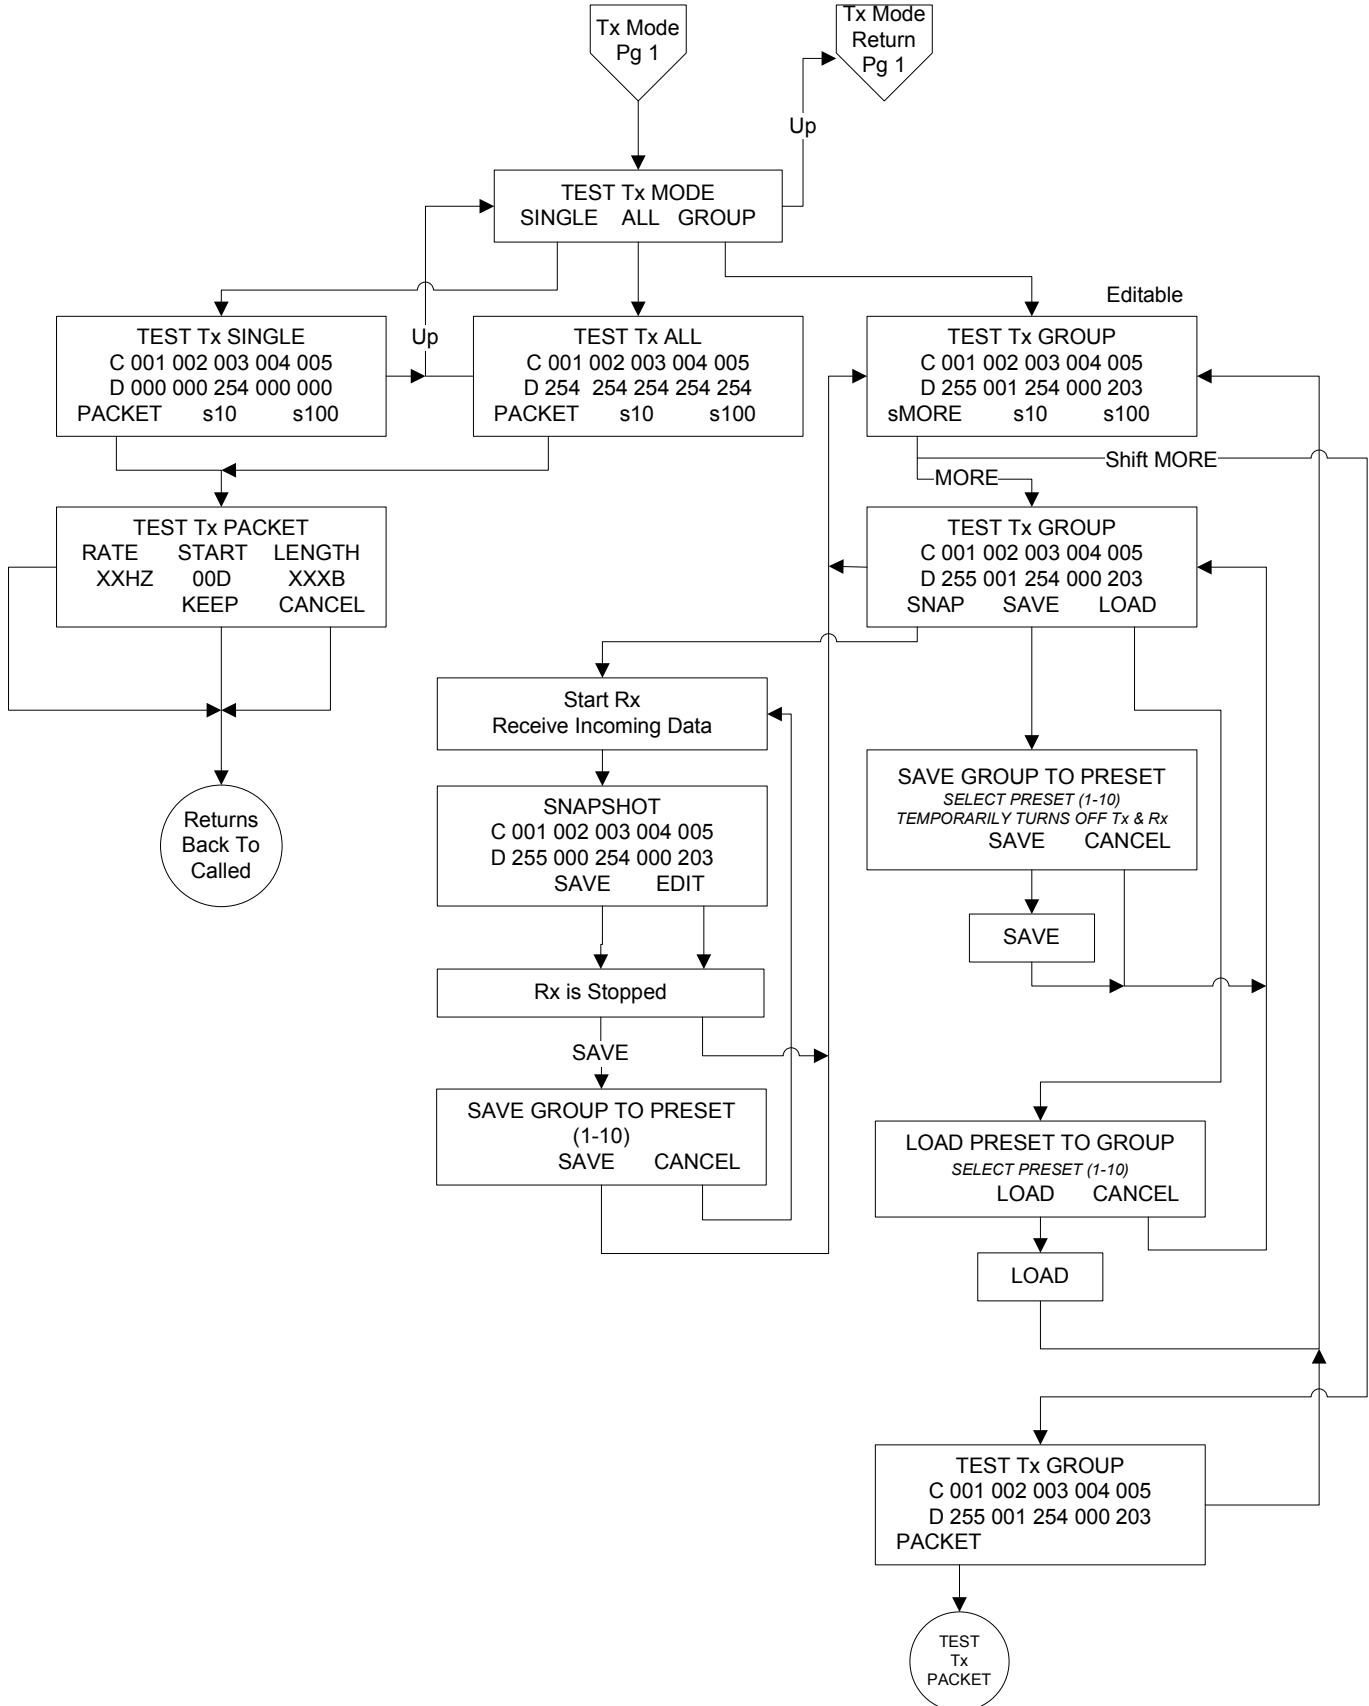 Tx Mode
Pg 1
Tx Mode
Return
Pg 1
Up
TEST Tx MODE
SINGLE ALL GROUP
Editable
TEST Tx SINGLE
C 001 002 003 004 005
D 000 000 254 000 000
PACKET s10 s100
Up
TEST Tx ALL
C 001 002 003 004 005
D 254 254 254 254 254
PACKET s10 s100
TEST Tx GROUP
C 001 002 003 004 005
D 255 001 254 000 203
sMORE s10 s100
Shift MORE
MORE
TEST Tx PACKET
RATE START LENGTH
XXHZ 00D XXXB
KEEP CANCEL
TEST Tx GROUP
C 001 002 003 004 005
D 255 001 254 000 203
SNAP SAVE LOAD
Start Rx
Receive Incoming Data
SAVE GROUP TO PRESET
SELECT PRESET (1-10)
TEMPORARILY TURNS OFF Tx & Rx
SAVE CANCEL
Returns
Back To
Called
SNAPSHOT
C 001 002 003 004 005
D 255 000 254 000 203
SAVE EDIT
SAVE
Rx is Stopped
SAVE
SAVE GROUP TO PRESET
(1-10)
SAVE CANCEL
LOAD PRESET TO GROUP
SELECT PRESET (1-10)
LOAD CANCEL
LOAD
TEST Tx GROUP
C 001 002 003 004 005
D 255 001 254 000 203
PACKET
TEST
Tx
PACKET